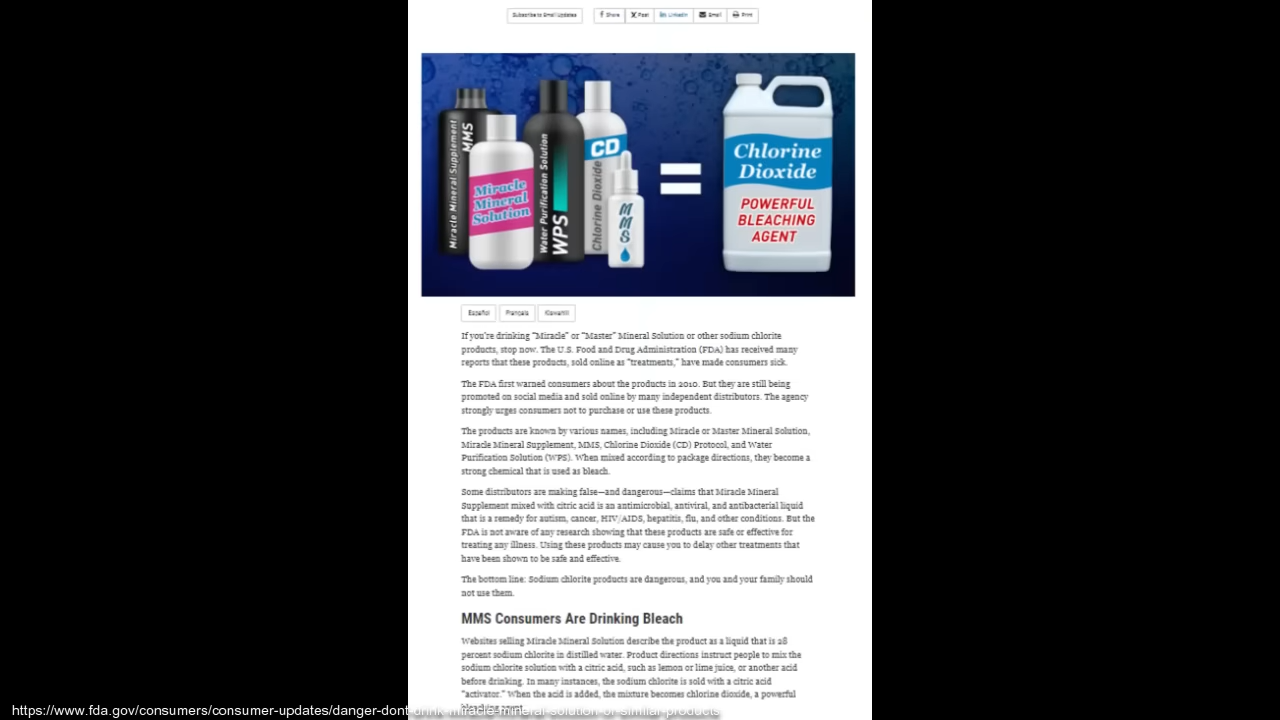 Subscribe to Email Updates
Share
Post
LinkedIn
Email
Print
Miracle Mineral Supplement
MMS
Miracle
Mineral
Solution
Water Purification Solution
WPS
CD
Chlorine Dioxide
MMS
=
Chlorine
Dioxide
POWERFUL
BLEACHING
AGENT
Español
Français
Kiswahili
If you're drinking “Miracle” or “Master” Mineral Solution or other sodium chlorite
products, stop now. The U.S. Food and Drug Administration (FDA) has received many
reports that these products, sold online as “treatments,” have made consumers sick.
The FDA first warned consumers about the products in 2010. But they are still being
promoted on social media and sold online by many independent distributors. The agency
strongly urges consumers not to purchase or use these products.
The products are known by various names, including Miracle or Master Mineral Solution,
Miracle Mineral Supplement, MMS, Chlorine Dioxide (CD) Protocol, and Water
Purification Solution (WPS). When mixed according to package directions, they become a
strong chemical that is used as bleach.
Some distributors are making false—and dangerous—claims that Miracle Mineral
Supplement mixed with citric acid is an antimicrobial, antiviral, and antibacterial liquid
that is a remedy for autism, cancer, HIV/AIDS, hepatitis, flu, and other conditions. But the
FDA is not aware of any research showing that these products are safe or effective for
treating any illness. Using these products may cause you to delay other treatments that
have been shown to be safe and effective.
The bottom line: Sodium chlorite products are dangerous, and you and your family should
not use them.
MMS Consumers Are Drinking Bleach
Websites selling Miracle Mineral Solution describe the product as a liquid that is 28
percent sodium chlorite in distilled water. Product directions instruct people to mix the
sodium chlorite solution with a citric acid, such as lemon or lime juice, or another acid
before drinking. In many instances, the sodium chlorite is sold with a citric acid
“activator.” When the acid is added, the mixture becomes chlorine dioxide, a powerful
bleaching agent.
https://www.fda.gov/consumers/consumer-updates/danger-dont-drink-miracle-mineral-solution-or-similar-products